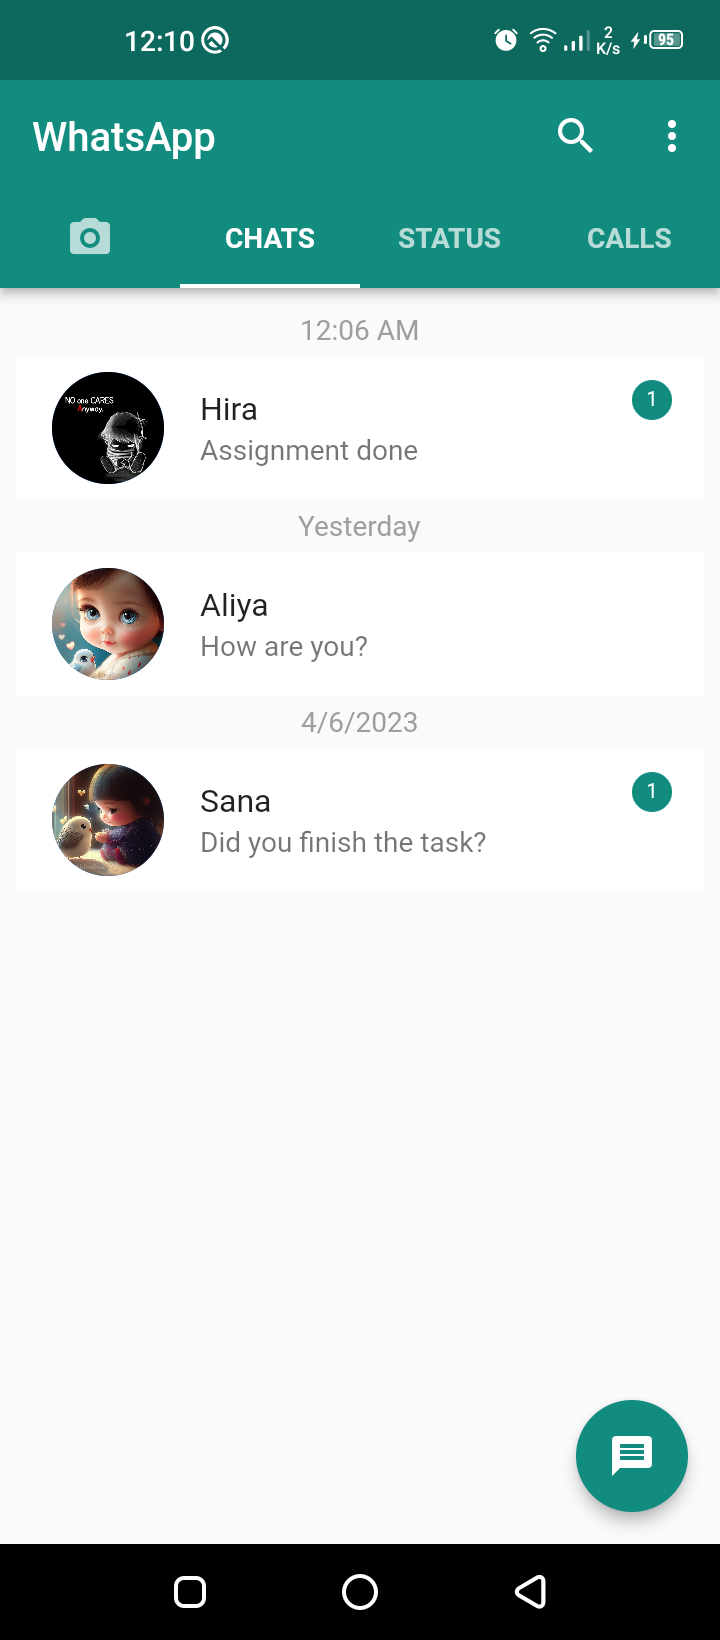 12:10
2
K/s
95
WhatsApp
CHATS STATUS CALLS
12:06 AM
NO one CARES
Anyway.
Hira
1
Assignment done
Yesterday
Aliya
How are you?
4/6/2023
Sana
1
Did you finish the task?